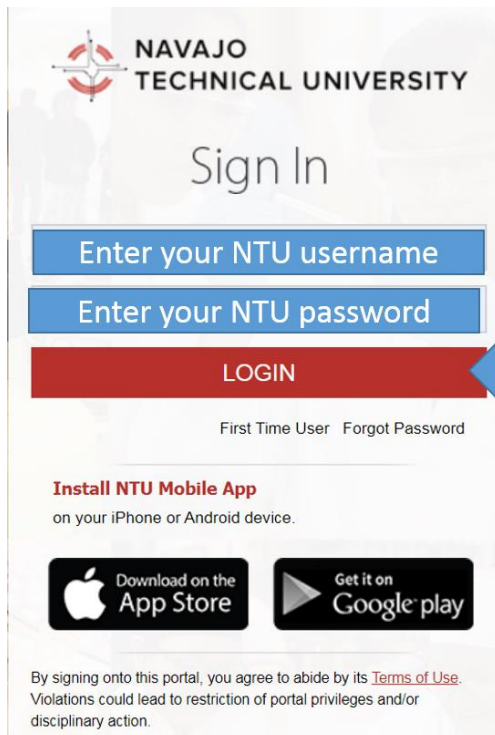 NAVAJO
TECHNICAL UNIVERSITY
Sign In
Enter your NTU username
Enter your NTU password
LOGIN
First Time User Forgot Password
Install NTU Mobile App
on your iPhone or Android device.
Download on the
App Store
Get it on
Google play
By signing onto this portal, you agree to abide by its Terms of Use.
Violations could lead to restriction of portal privileges and/or
disciplinary action.